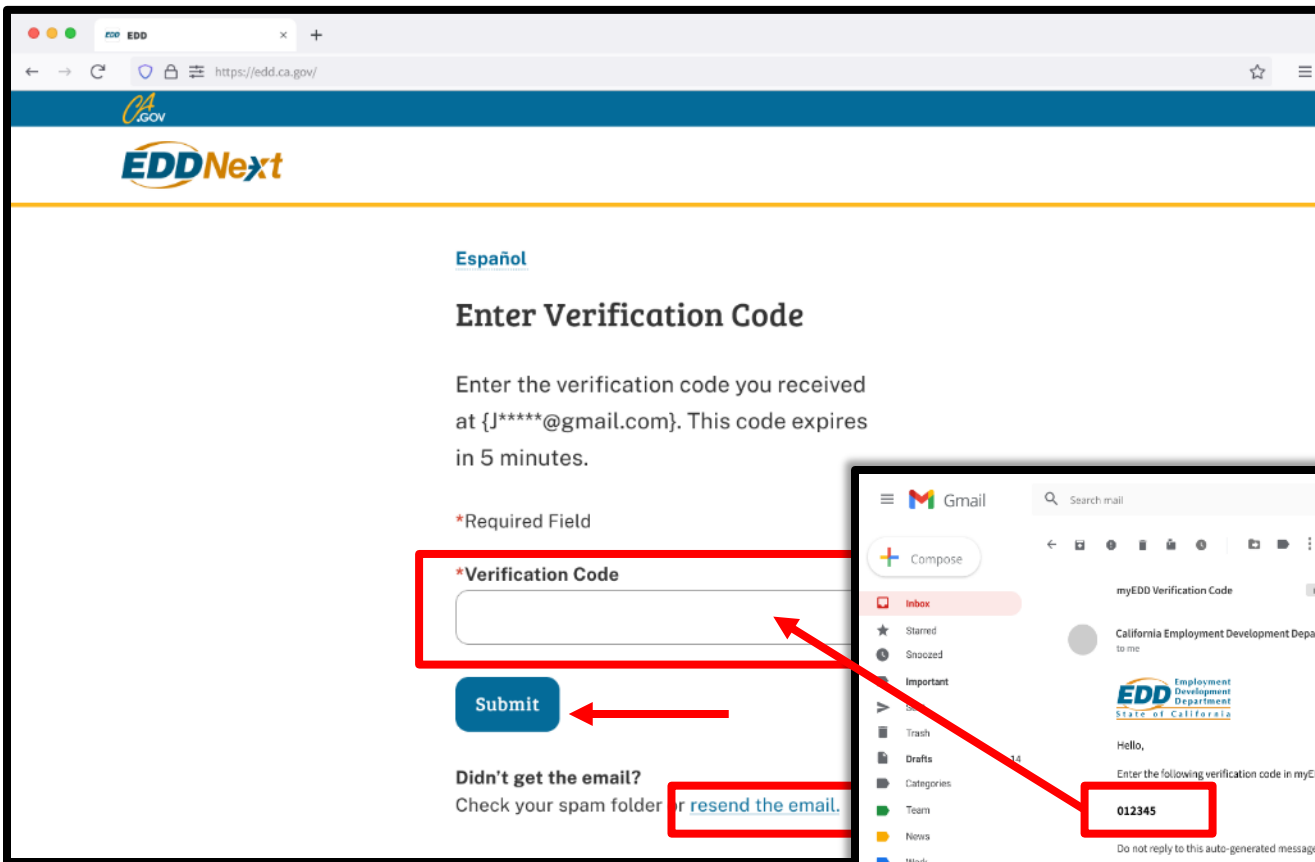 EDD EDD × +
https://edd.ca.gov/
CA.GOV
EDDNext
Español
Enter Verification Code
Enter the verification code you received
at {J*****@gmail.com}. This code expires
in 5 minutes.
*Required Field
*Verification Code
Submit
Didn't get the email?
Check your spam folder or resend the email.
Gmail
Search mail
Compose
Inbox
Starred
Snoozed
Important
Trash
Drafts 14
Categories
Team
News
Work
myEDD Verification Code
California Employment Development Depa
to me
EDD Employment
Development
Department
State of California
Hello,
Enter the following verification code in myE
012345
Do not reply to this auto-generated message